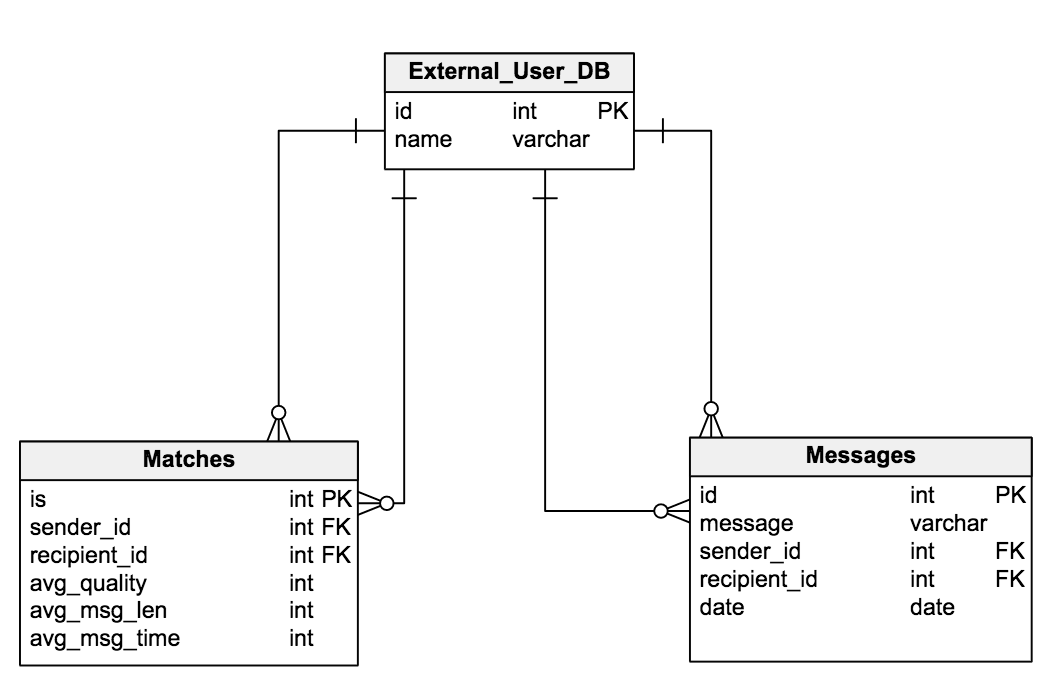 External_User_DB
id int PK
name varchar
Matches
is int PK
sender_id int FK
recipient_id int FK
avg_quality int
avg_msg_len int
avg_msg_time int
Messages
id int PK
message varchar
sender_id int FK
recipient_id int FK
date date